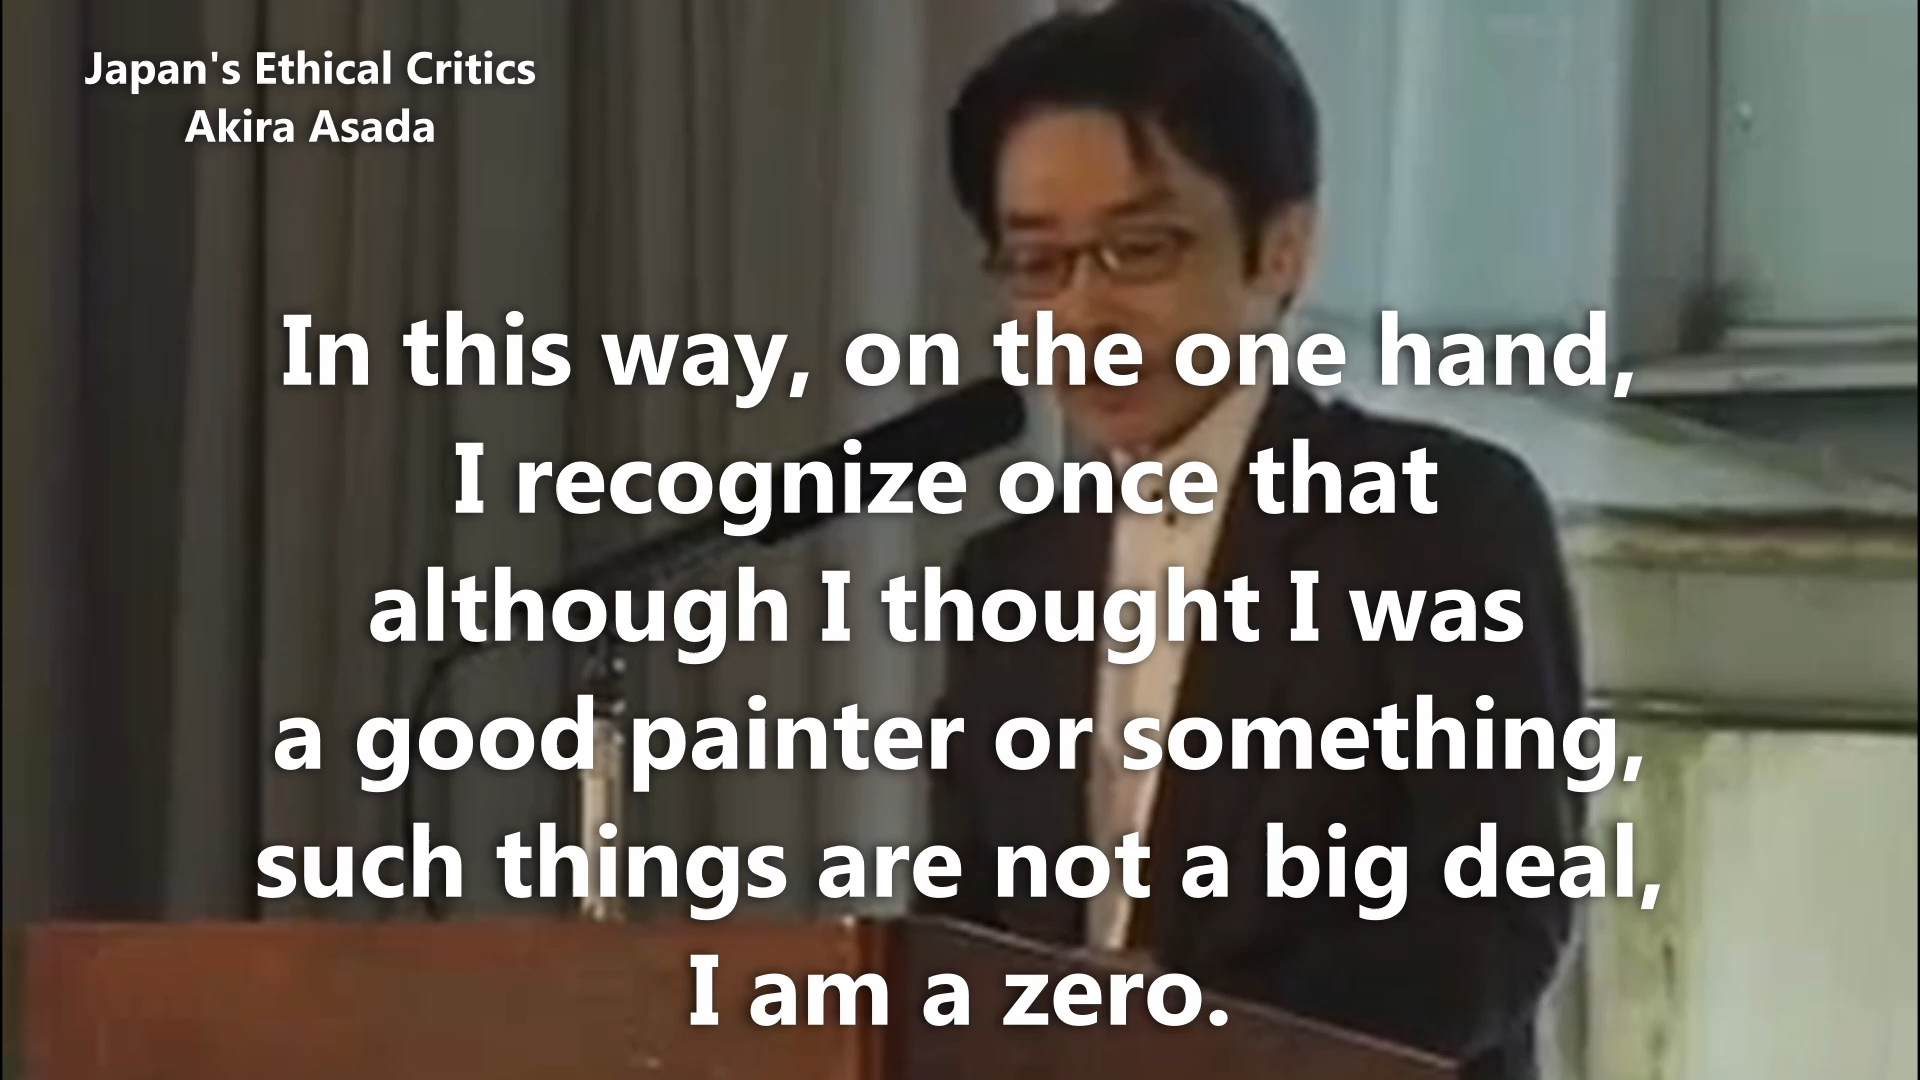 Japan's Ethical Critics
Akira Asada
In this way, on the one hand,
I recognize once that
although I thought I was
a good painter or something,
such things are not a big deal,
I am a zero.